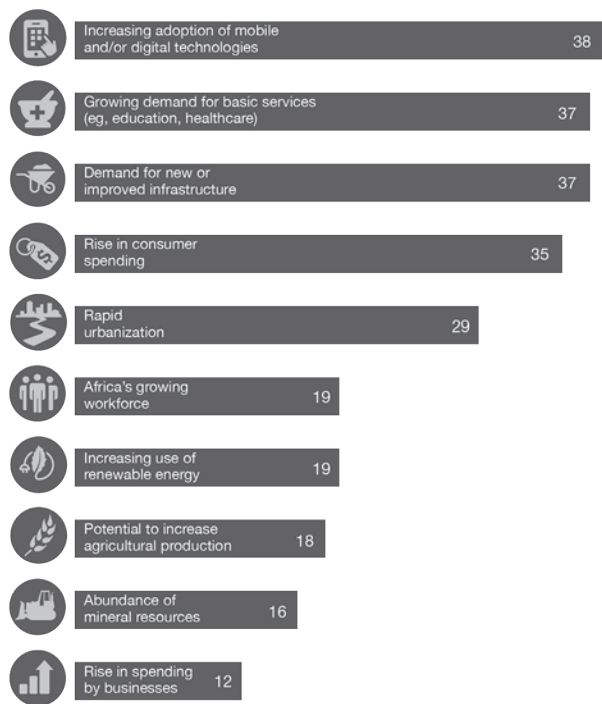 Increasing adoption of mobile
and/or digital technologies
38
Growing demand for basic services
(eg, education, healthcare)
37
Demand for new or
improved infrastructure
37
Rise in consumer
spending
35
Rapid
urbanization
29
Africa's growing
workforce
19
Increasing use of
renewable energy
19
Potential to increase
agricultural production
18
Abundance of
mineral resources
16
Rise in spending
by businesses
12